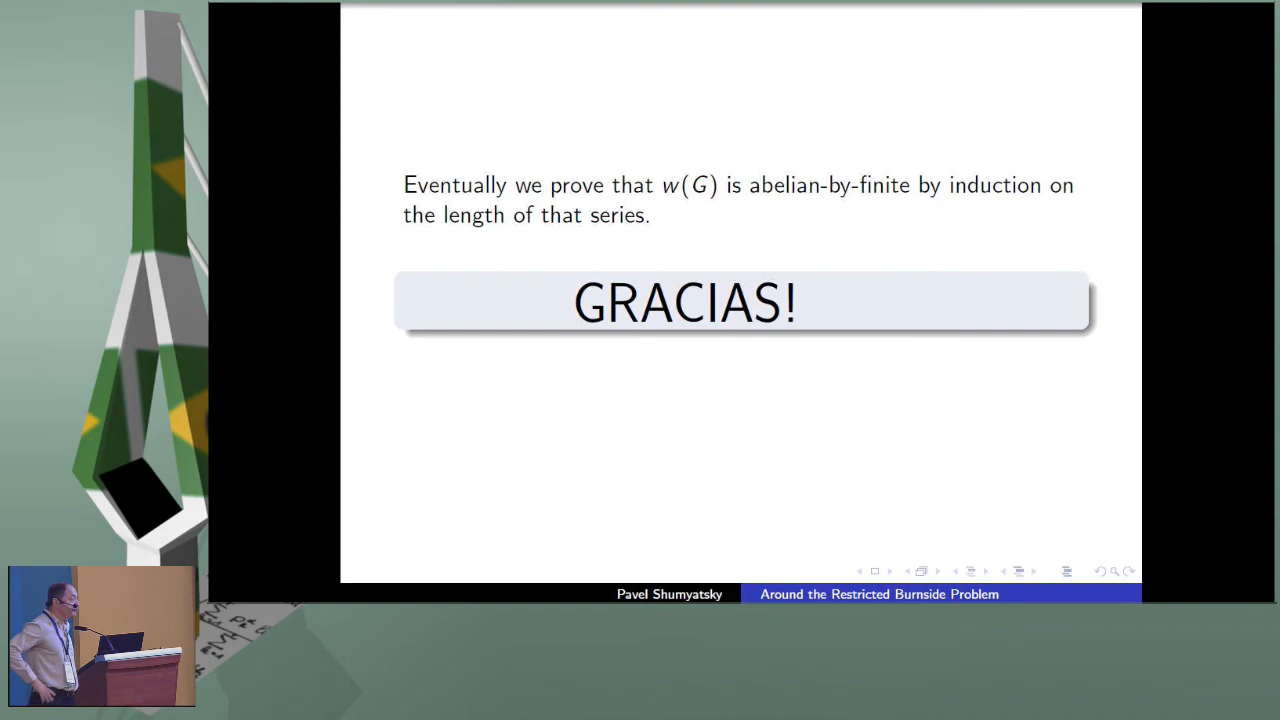 Eventually we prove that w(G) is abelian-by-finite by induction on
the length of that series.
GRACIAS!
Pavel Shumyatsky
Around the Restricted Burnside Problem